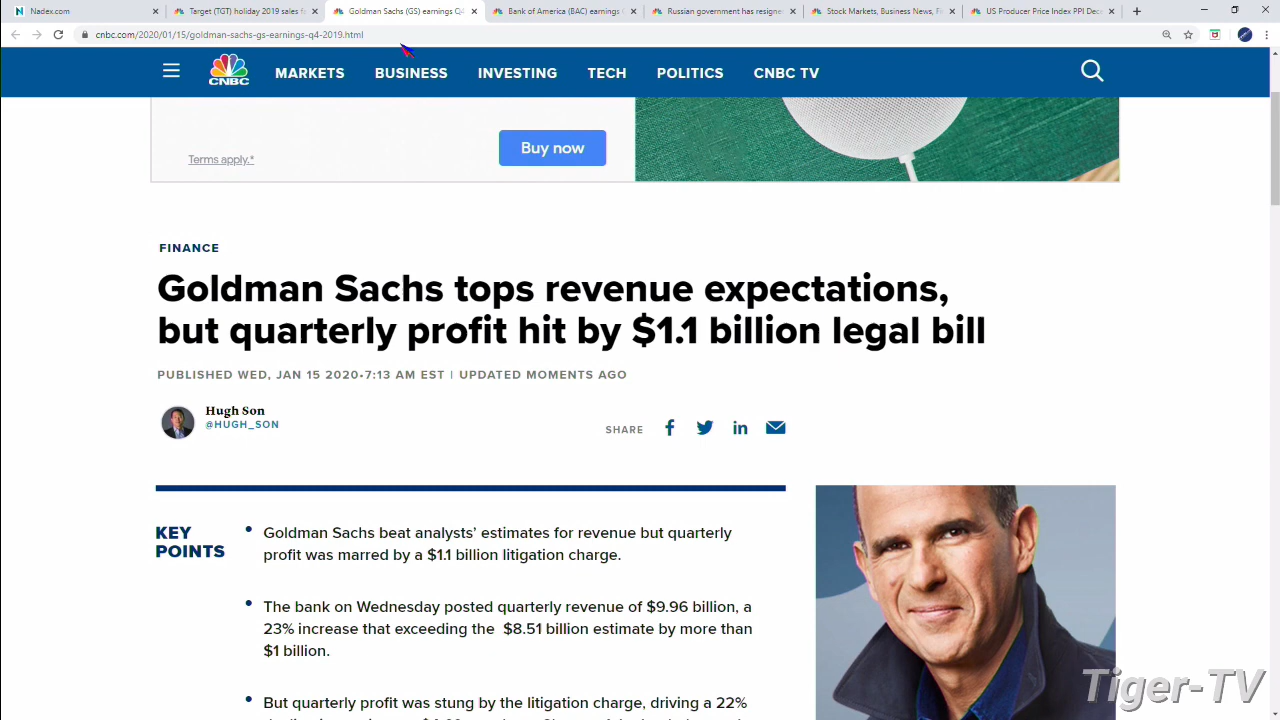 Nadex.com
Target (TGT) holiday 2019 sales fa
Goldman Sachs (GS) earnings Q4
Bank of America (BAC) earnings
Russian government has resigned
Stock Markets, Business News, Fi
US Producer Price Index PPI Dec
cnbc.com/2020/01/15/goldman-sachs-gs-earnings-q4-2019.html
CNBC
MARKETS BUSINESS INVESTING TECH POLITICS CNBC TV
Terms apply.*
Buy now
FINANCE
Goldman Sachs tops revenue expectations,
but quarterly profit hit by $1.1 billion legal bill
PUBLISHED WED, JAN 15 2020•7:13 AM EST | UPDATED MOMENTS AGO
Hugh Son
@HUGH_SON
SHARE
KEY
POINTS
Goldman Sachs beat analysts’ estimates for revenue but quarterly
profit was marred by a $1.1 billion litigation charge.
The bank on Wednesday posted quarterly revenue of $9.96 billion, a
23% increase that exceeding the $8.51 billion estimate by more than
$1 billion.
But quarterly profit was stung by the litigation charge, driving a 22%
Tiger-TV